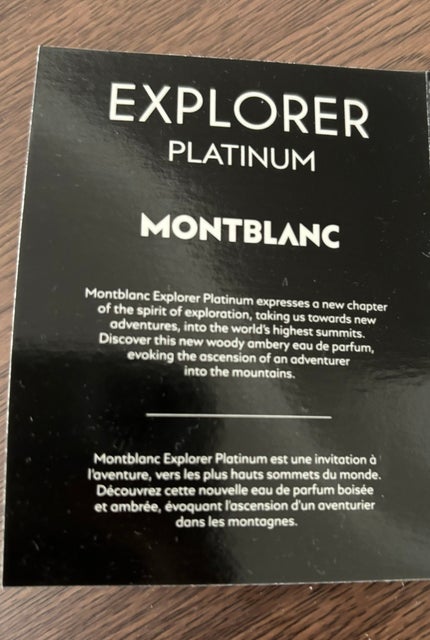 EXPLORER
PLATINUM
MONTBLANC
Montblanc Explorer Platinum expresses a new chapter
of the spirit of exploration, taking us towards new
adventures, into the world's highest summits.
Discover this new woody ambery eau de parfum,
evoking the ascension of an adventurer
into the mountains.
Montblanc Explorer Platinum est une invitation à
l'aventure, vers les plus hauts sommets du monde.
Découvrez cette nouvelle eau de parfum boisée
et ambrée, évoquant l'ascension d'un aventurier
dans les montagnes.